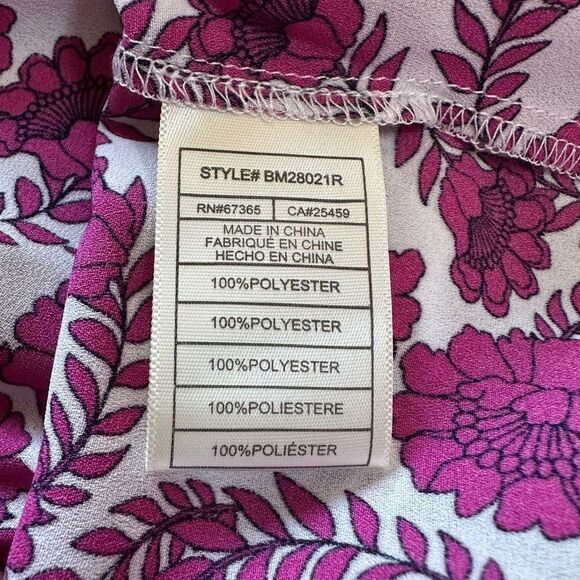 STYLE# BM28021R
RN#67365 CA#25459
MADE IN CHINA
FABRIQUÉ EN CHINE
HECHO EN CHINA
100%POLYESTER
100%POLYESTER
100%POLYESTER
100%POLIESTERE
100%POLIÉSTER